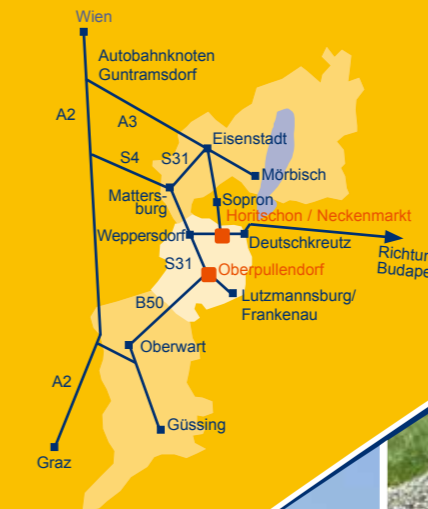 Wien
Autobahnknoten
Guntramsdorf
A2
A3
Eisenstadt
S4
S31
Mörbisch
Matters-
burg
Sopron
Horitschon / Neckenmarkt
Weppersdorf
Deutschkreutz
Richtun
Budape
S31
Oberpullendorf
Lutzmannsburg/
Frankenau
B50
Oberwart
A2
Güssing
Graz